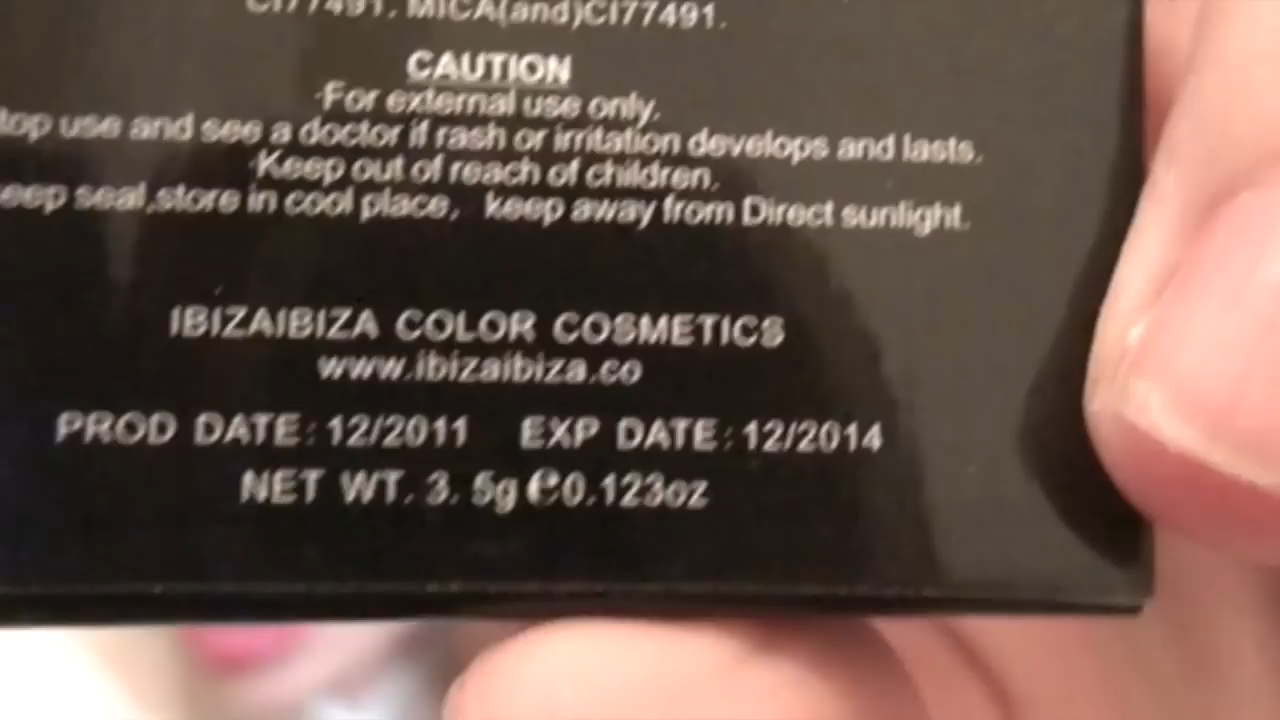 CI77491. MICA(and)CI77491.
CAUTION
·For external use only.
top use and see a doctor if rash or irritation develops and lasts.
·Keep out of reach of children.
eep seal,store in cool place, keep away from Direct sunlight.
IBIZAIBIZA COLOR COSMETICS
www.ibizaibiza.co
PROD DATE: 12/2011 EXP DATE: 12/2014
NET WT. 3. 5g ℮0.123oz